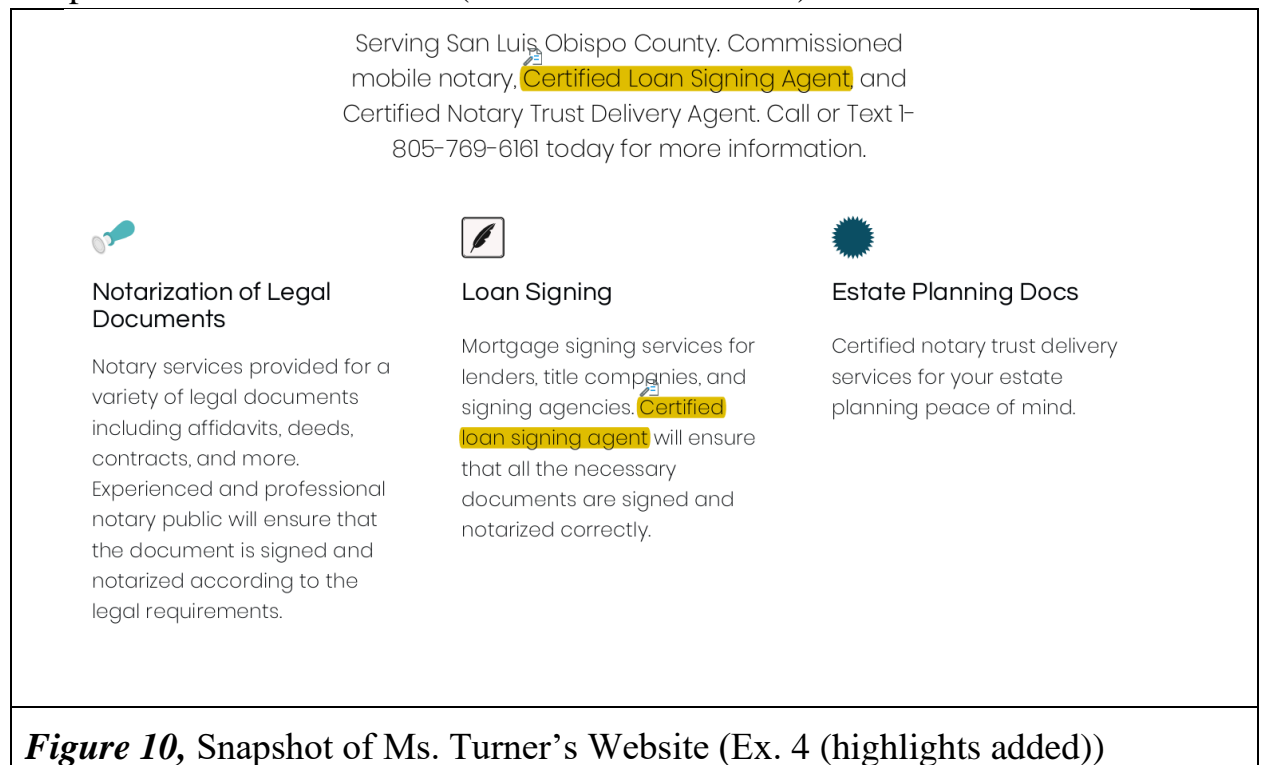 Serving San Luis Obispo County. Commissioned
mobile notary, Certified Loan Signing Agent, and
Certified Notary Trust Delivery Agent. Call or Text 1-
805-769-6161 today for more information.
Notarization of Legal
Documents
Notary services provided for a
variety of legal documents
including affidavits, deeds,
contracts, and more.
Experienced and professional
notary public will ensure that
the document is signed and
notarized according to the
legal requirements.
Loan Signing
Mortgage signing services for
lenders, title companies, and
signing agencies. Certified
loan signing agent will ensure
that all the necessary
documents are signed and
notarized correctly.
Estate Planning Docs
Certified notary trust delivery
services for your estate
planning peace of mind.
Figure 10, Snapshot of Ms. Turner’s Website (Ex. 4 (highlights added))